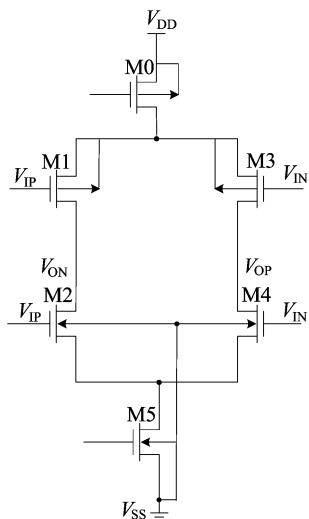 V_DD
M0
M1 M3
V_IP V_IN
V_ON V_OP
V_IP M2 M4 V_IN
M5
V_SS